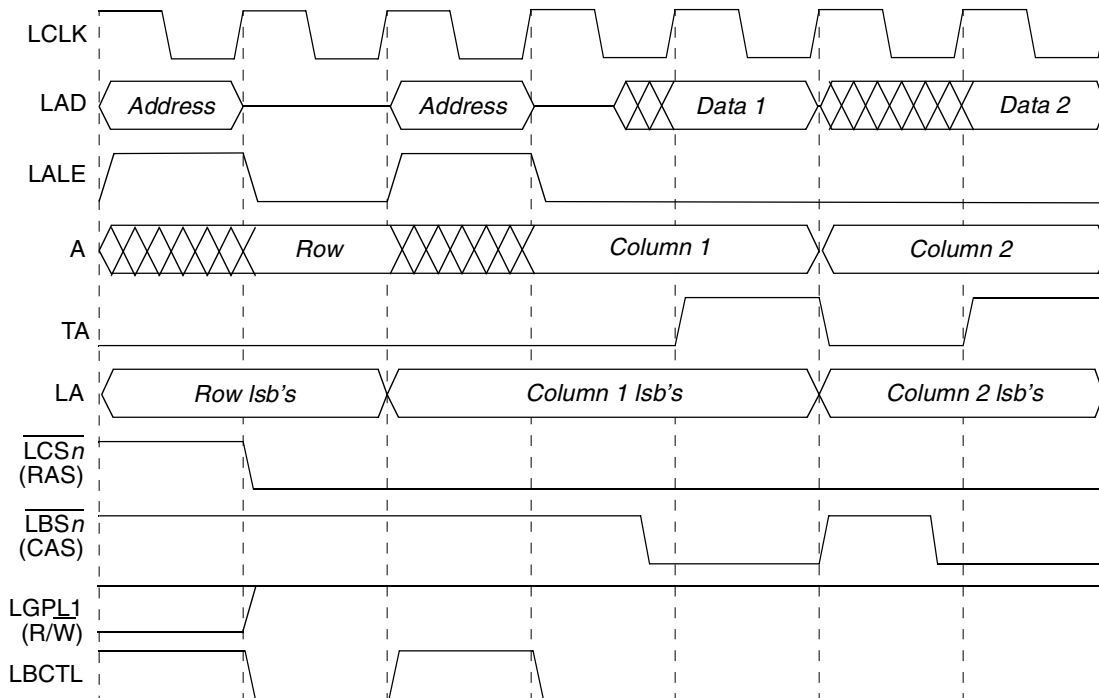 LCLK
LAD Address Address Data 1 Data 2
LALE
A Row Column 1 Column 2
TA
LA Row lsb's Column 1 lsb's Column 2 lsb's
LCSn
(RAS)
LBSn
(CAS)
LGPL1
(R/W)
LBCTL